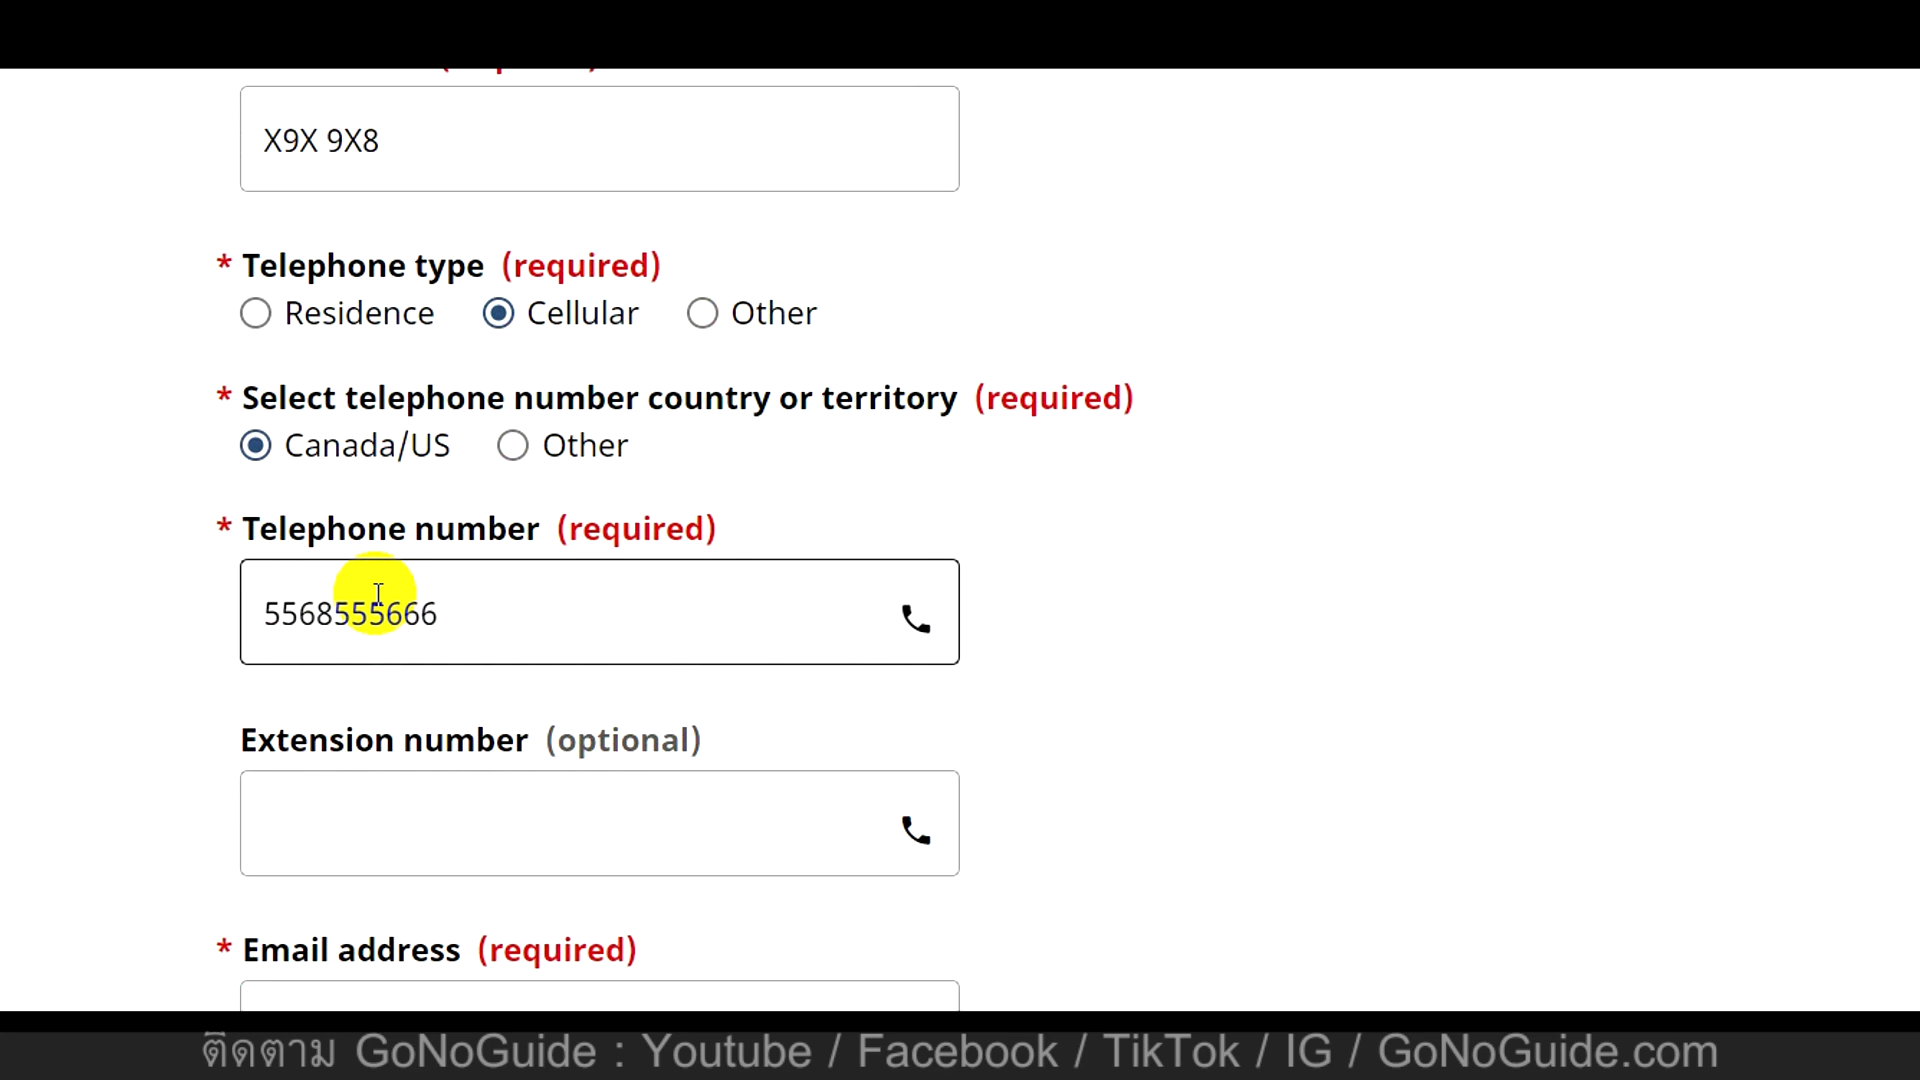 X9X 9X8
* Telephone type (required)
Residence Cellular Other
* Select telephone number country or territory (required)
Canada/US Other
* Telephone number (required)
5568555666
Extension number (optional)
* Email address (required)
ติดตาม GoNoGuide : Youtube / Facebook / TikTok / IG / GoNoGuide.com